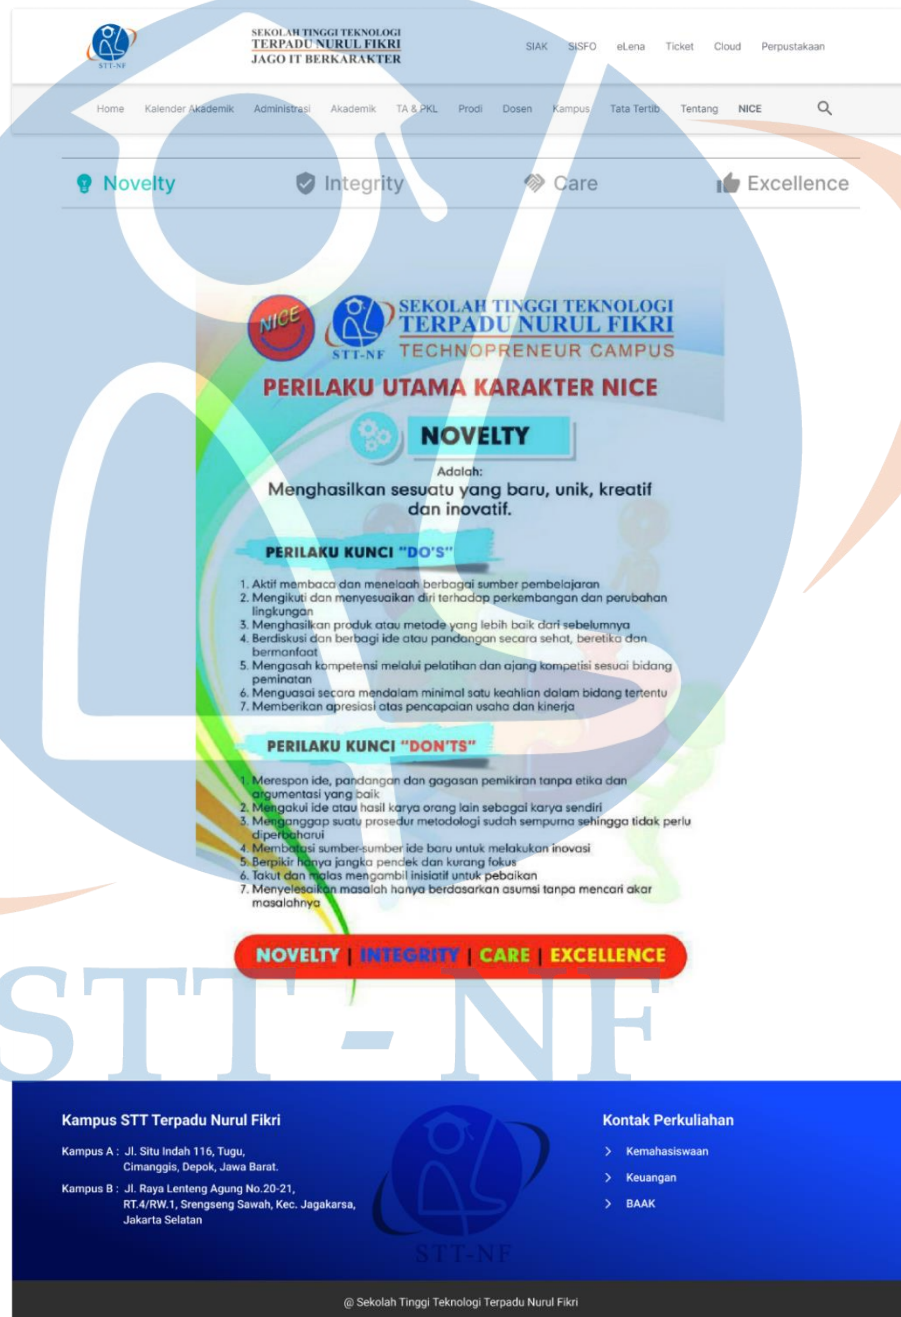 STT-NF
SEKOLAH TINGGI TEKNOLOGI
TERPADU NURUL FIKRI
JAGO IT BERKARAKTER
SIAK SISFO eLena Ticket Cloud Perpustakaan
Home Kalender Akademik Administrasi Akademik TA & PKL Prodi Dosen Kampus Tata Tertib Tentang NICE
Novelty Integrity Care Excellence
NICE
STT-NF
SEKOLAH TINGGI TEKNOLOGI
TERPADU NURUL FIKRI
TECHNOPRENEUR CAMPUS
PERILAKU UTAMA KARAKTER NICE
NOVELTY
Adalah:
Menghasilkan sesuatu yang baru, unik, kreatif
dan inovatif.
PERILAKU KUNCI "DO'S"
1. Aktif membaca dan menelaah berbagai sumber pembelajaran
2. Mengikuti dan menyesuaikan diri terhadap perkembangan dan perubahan
lingkungan
3. Menghasilkan produk atau metode yang lebih baik dari sebelumnya
4. Berdiskusi dan berbagi ide atau pandangan secara sehat, beretika dan
bermanfaat
5. Mengasah kompetensi melalui pelatihan dan ajang kompetisi sesuai bidang
peminatan
6. Menguasai secara mendalam minimal satu keahlian dalam bidang tertentu
7. Memberikan apresiasi atas pencapaian usaha dan kinerja
PERILAKU KUNCI "DON'TS"
1. Merespon ide, pandangan dan gagasan pemikiran tanpa etika dan
argumentasi yang baik
2. Mengakui ide atau hasil karya orang lain sebagai karya sendiri
3. Menganggap suatu prosedur metodologi sudah sempurna sehingga tidak perlu
diperbaharui
4. Membatasi sumber-sumber ide baru untuk melakukan inovasi
5. Berpikir hanya jangka pendek dan kurang fokus
6. Takut dan malas mengambil inisiatif untuk pebaikan
7. Menyelesaikan masalah hanya berdasarkan asumsi tanpa mencari akar
masalahnya
NOVELTY | INTEGRITY | CARE | EXCELLENCE
STT - NF
Kampus STT Terpadu Nurul Fikri
Kampus A : Jl. Situ Indah 116, Tugu,
Cimanggis, Depok, Jawa Barat.
Kampus B : Jl. Raya Lenteng Agung No.20-21,
RT.4/RW.1, Srengseng Sawah, Kec. Jagakarsa,
Jakarta Selatan
STT-NF
Kontak Perkuliahan
> Kemahasiswaan
> Keuangan
> BAAK
@ Sekolah Tinggi Teknologi Terpadu Nurul Fikri